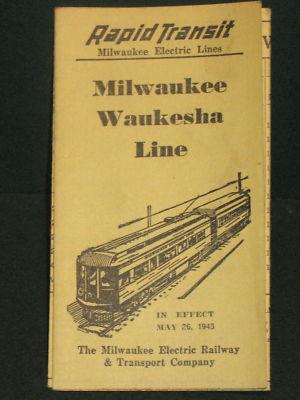 Rapid Transit
Milwaukee Electric Lines
Milwaukee
Waukesha
Line
IN EFFECT
MAY 26, 1943
The Milwaukee Electric Railway
& Transport Company